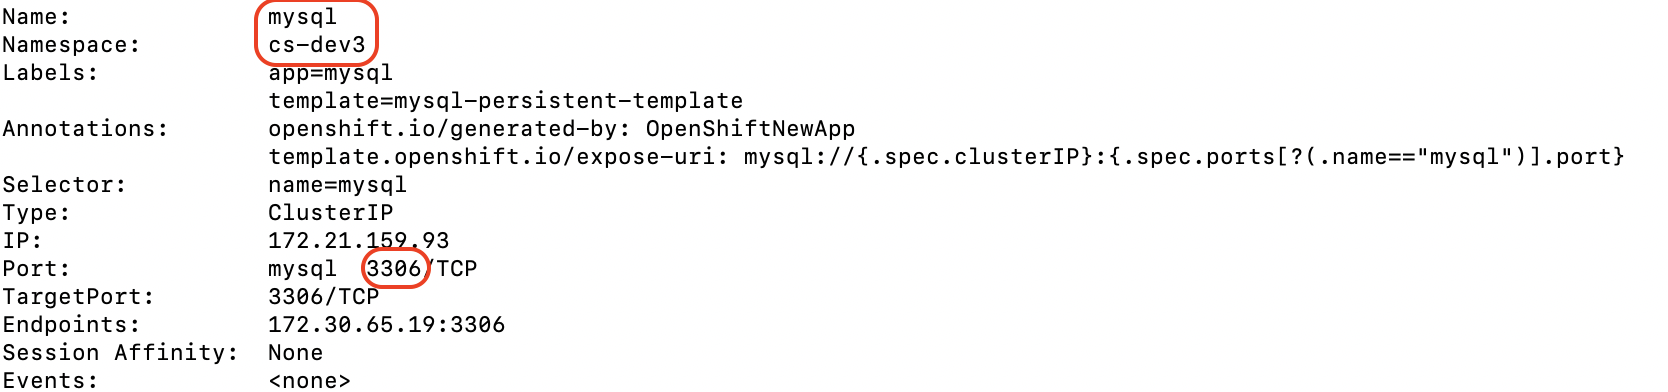 Name: mysql
Namespace: cs-dev3
Labels: app=mysql
template=mysql-persistent-template
Annotations: openshift.io/generated-by: OpenShiftNewApp
template.openshift.io/expose-uri: mysql://{.spec.clusterIP}:{.spec.ports[?(.name=="mysql")].port}
Selector: name=mysql
Type: ClusterIP
IP: 172.21.159.93
Port: mysql 3306/TCP
TargetPort: 3306/TCP
Endpoints: 172.30.65.19:3306
Session Affinity: None
Events: <none>